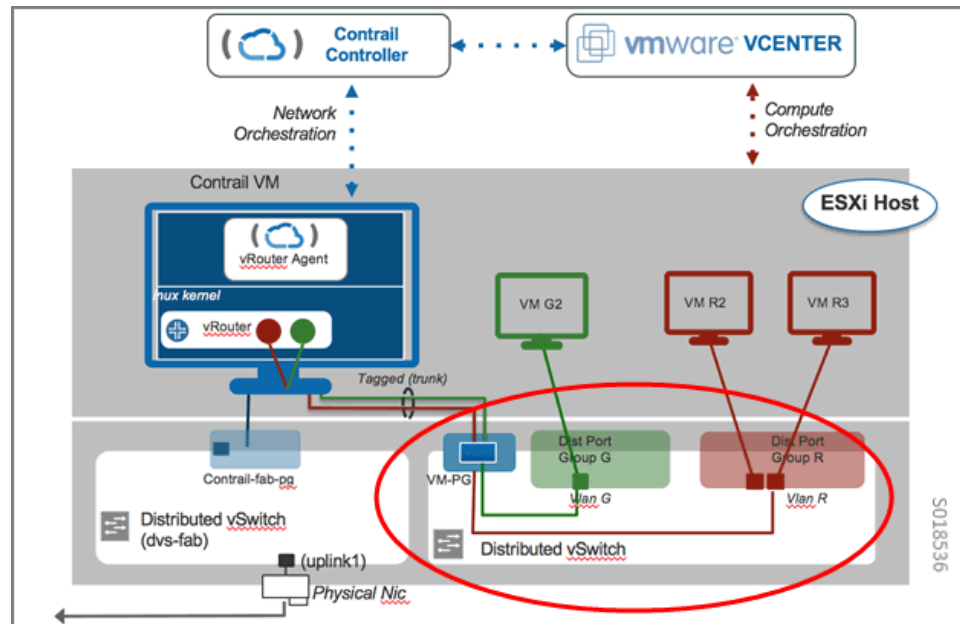 Contrail
Controller
vmware VCENTER
Network
Orchestration
Compute
Orchestration
Contrail VM
ESXi Host
vRouter Agent
inux kernel
vRouter
VM G2
VM R2
VM R3
Tagged (trunk)
Dist Port
Group G
Dist Port
Group R
Contrail-fab-pg
VM-PG
Vlan G
Vlan R
Distributed vSwitch
(dvs-fab)
Distributed vSwitch
(uplink1)
Physical Nic
S018536